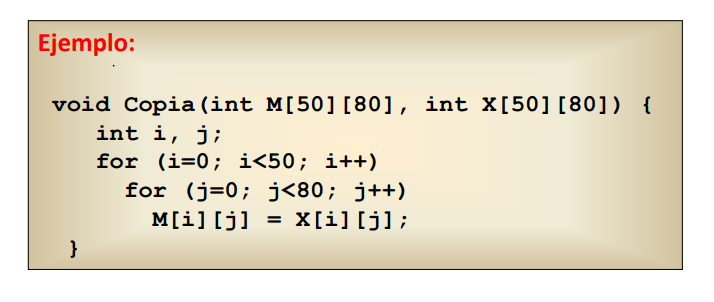 Ejemplo:
void Copia(int M[50][80], int X[50][80]) {
int i, j;
for (i=0; i<50; i++)
for (j=0; j<80; j++)
M[i][j] = X[i][j];
}